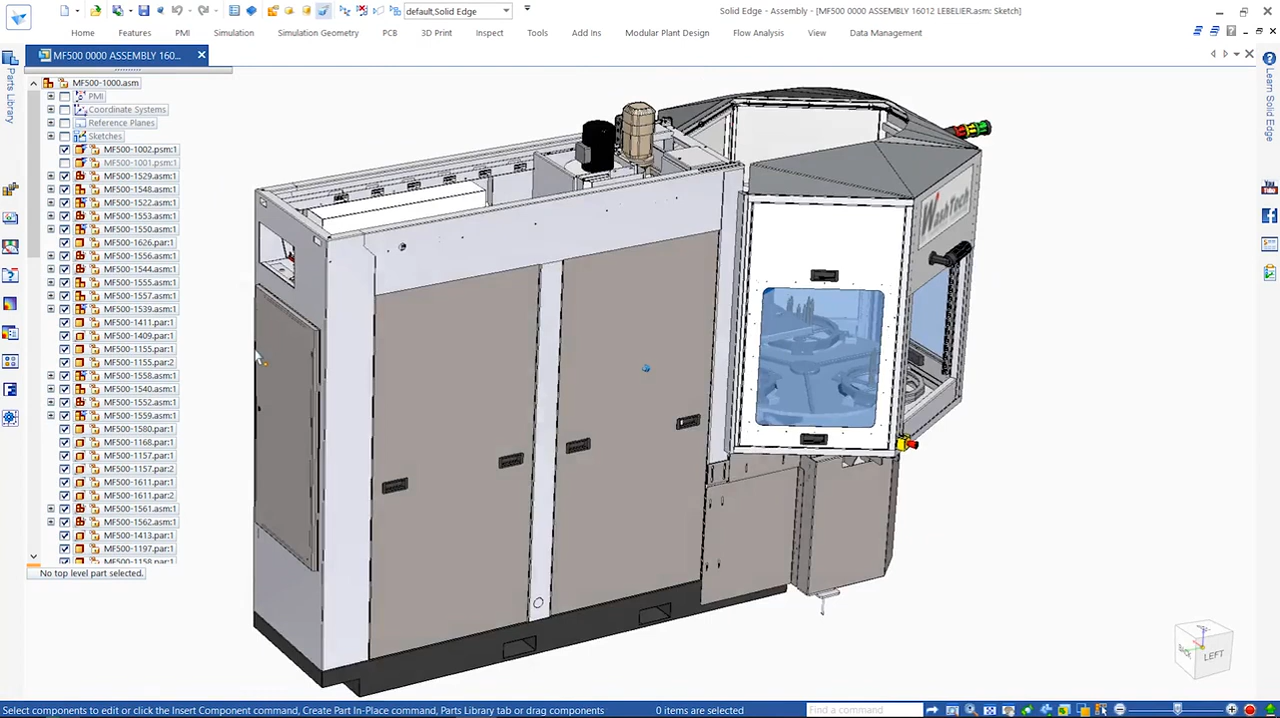 default,Solid Edge
Solid Edge - Assembly - [MF500 0000 ASSEMBLY 16012 LEBELIER.asm: Sketch]
Home Features PMI Simulation Simulation Geometry PCB 3D Print Inspect Tools Add Ins Modular Plant Design Flow Analysis View Data Management
MF500 0000 ASSEMBLY 160...
Parts Library
Learn Solid Edge
MF500-1000.asm
PMI
Coordinate Systems
Reference Planes
Sketches
MF500-1002.psm:1
MF500-1001.psm:1
MF500-1529.asm:1
MF500-1548.asm:1
MF500-1522.asm:1
MF500-1553.asm:1
MF500-1550.asm:1
MF500-1626.par:1
MF500-1556.asm:1
MF500-1544.asm:1
MF500-1555.asm:1
MF500-1557.asm:1
MF500-1539.asm:1
MF500-1411.par:1
MF500-1409.par:1
MF500-1155.par:1
MF500-1155.par:2
MF500-1558.asm:1
MF500-1540.asm:1
MF500-1552.asm:1
MF500-1559.asm:1
MF500-1580.par:1
MF500-1168.par:1
MF500-1157.par:1
MF500-1157.par:2
MF500-1611.par:1
MF500-1611.par:2
MF500-1561.asm:1
MF500-1562.asm:1
MF500-1413.par:1
MF500-1197.par:1
MF500-1158.par:1
No top level part selected.
WashTech
You Tube
BACK
LEFT
Select components to edit or click the Insert Component command, Create Part In-Place command, Parts Library tab or drag components
0 items are selected
Find a command